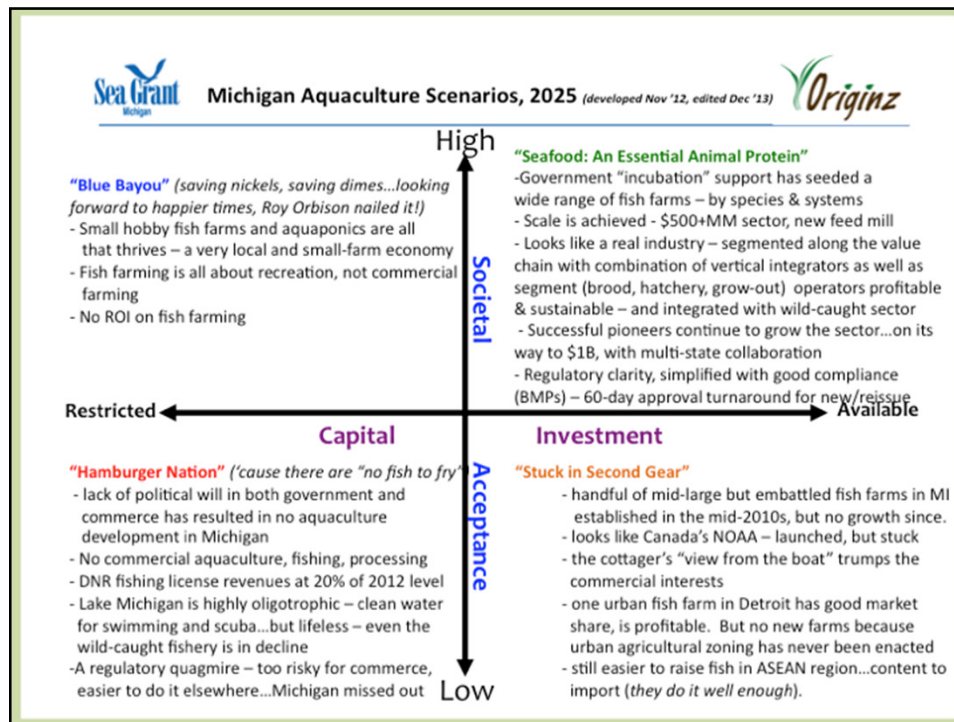 Sea Grant
Michigan
Michigan Aquaculture Scenarios, 2025 (developed Nov '12, edited Dec '13)
Originz
High
"Blue Bayou" (saving nickels, saving dimes...looking
forward to happier times, Roy Orbison nailed it!)
- Small hobby fish farms and aquaponics are all
that thrives – a very local and small-farm economy
- Fish farming is all about recreation, not commercial
farming
- No ROI on fish farming
"Seafood: An Essential Animal Protein"
-Government "incubation" support has seeded a
wide range of fish farms – by species & systems
- Scale is achieved - $500+MM sector, new feed mill
- Looks like a real industry – segmented along the value
chain with combination of vertical integrators as well as
segment (brood, hatchery, grow-out) operators profitable
& sustainable – and integrated with wild-caught sector
- Successful pioneers continue to grow the sector...on its
way to $1B, with multi-state collaboration
- Regulatory clarity, simplified with good compliance
(BMPs) – 60-day approval turnaround for new/reissue
Societal
Restricted
Available
Capital
Investment
Acceptance
"Hamburger Nation" ('cause there are "no fish to fry"
- lack of political will in both government and
commerce has resulted in no aquaculture
development in Michigan
- No commercial aquaculture, fishing, processing
- DNR fishing license revenues at 20% of 2012 level
- Lake Michigan is highly oligotrophic – clean water
for swimming and scuba...but lifeless – even the
wild-caught fishery is in decline
-A regulatory quagmire – too risky for commerce,
easier to do it elsewhere...Michigan missed out
"Stuck in Second Gear"
- handful of mid-large but embattled fish farms in MI
established in the mid-2010s, but no growth since.
- looks like Canada's NOAA – launched, but stuck
- the cottager's "view from the boat" trumps the
commercial interests
- one urban fish farm in Detroit has good market
share, is profitable. But no new farms because
urban agricultural zoning has never been enacted
- still easier to raise fish in ASEAN region...content to
import (they do it well enough).
Low